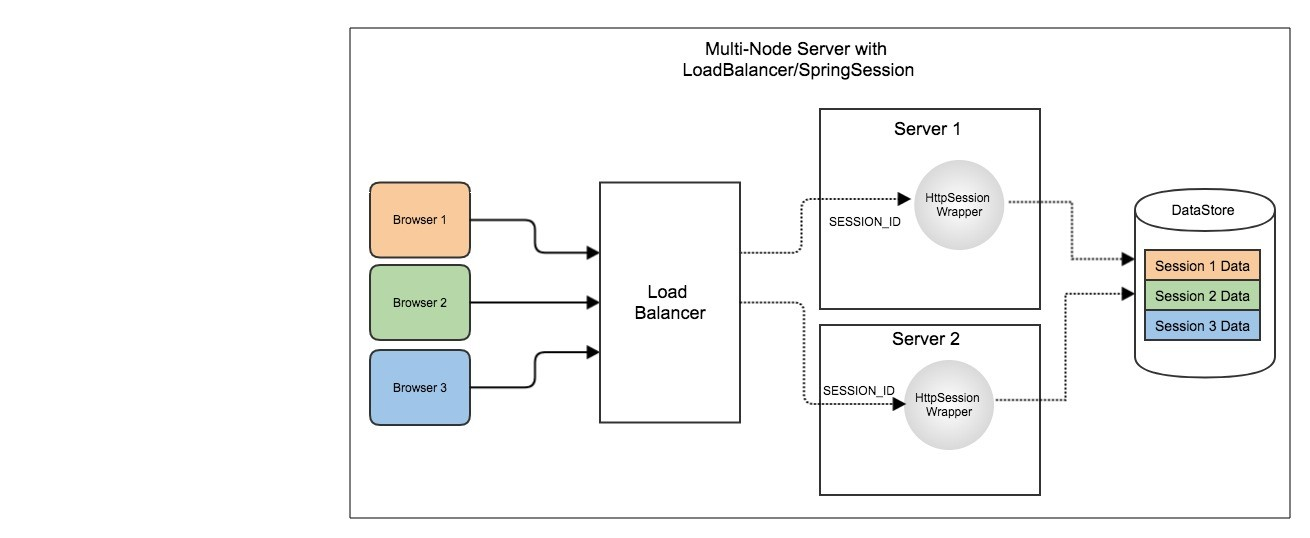 Multi-Node Server with
LoadBalancer/SpringSession
Browser 1
Browser 2
Browser 3
Load
Balancer
Server 1
SESSION_ID
HttpSession
Wrapper
Server 2
SESSION_ID
HttpSession
Wrapper
DataStore
Session 1 Data
Session 2 Data
Session 3 Data